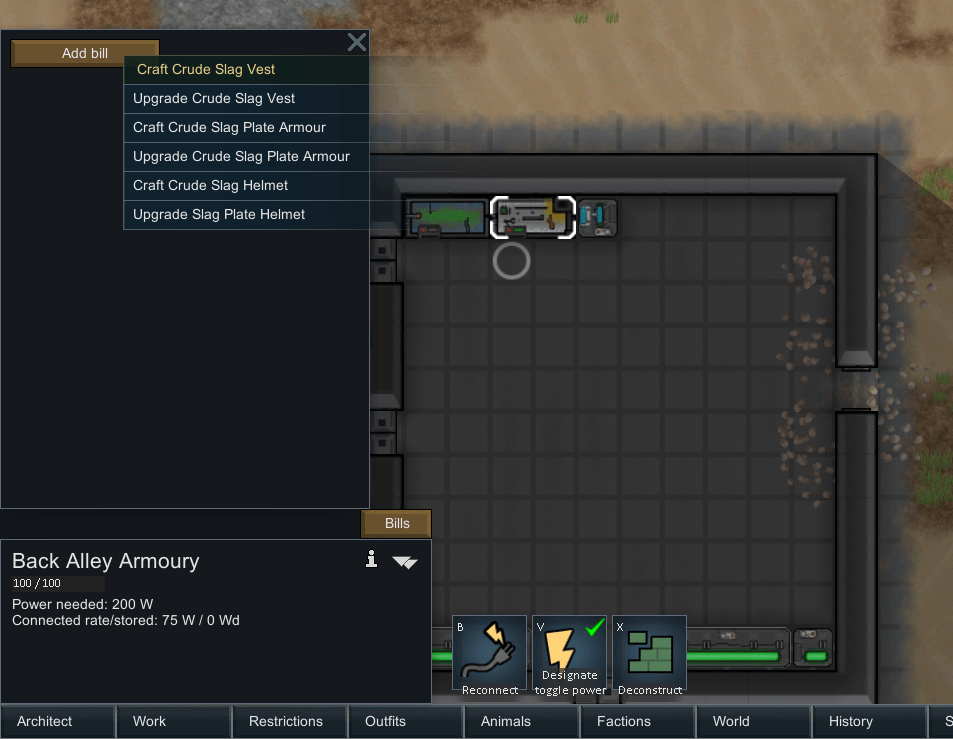 Add bill
Craft Crude Slag Vest
Upgrade Crude Slag Vest
Craft Crude Slag Plate Armour
Upgrade Crude Slag Plate Armour
Craft Crude Slag Helmet
Upgrade Slag Plate Helmet
Bills
Back Alley Armoury
100 / 100
Power needed: 200 W
Connected rate/stored: 75 W / 0 Wd
B
Reconnect
V
Designate
toggle power
X
Deconstruct
Architect
Work
Restrictions
Outfits
Animals
Factions
World
History
S